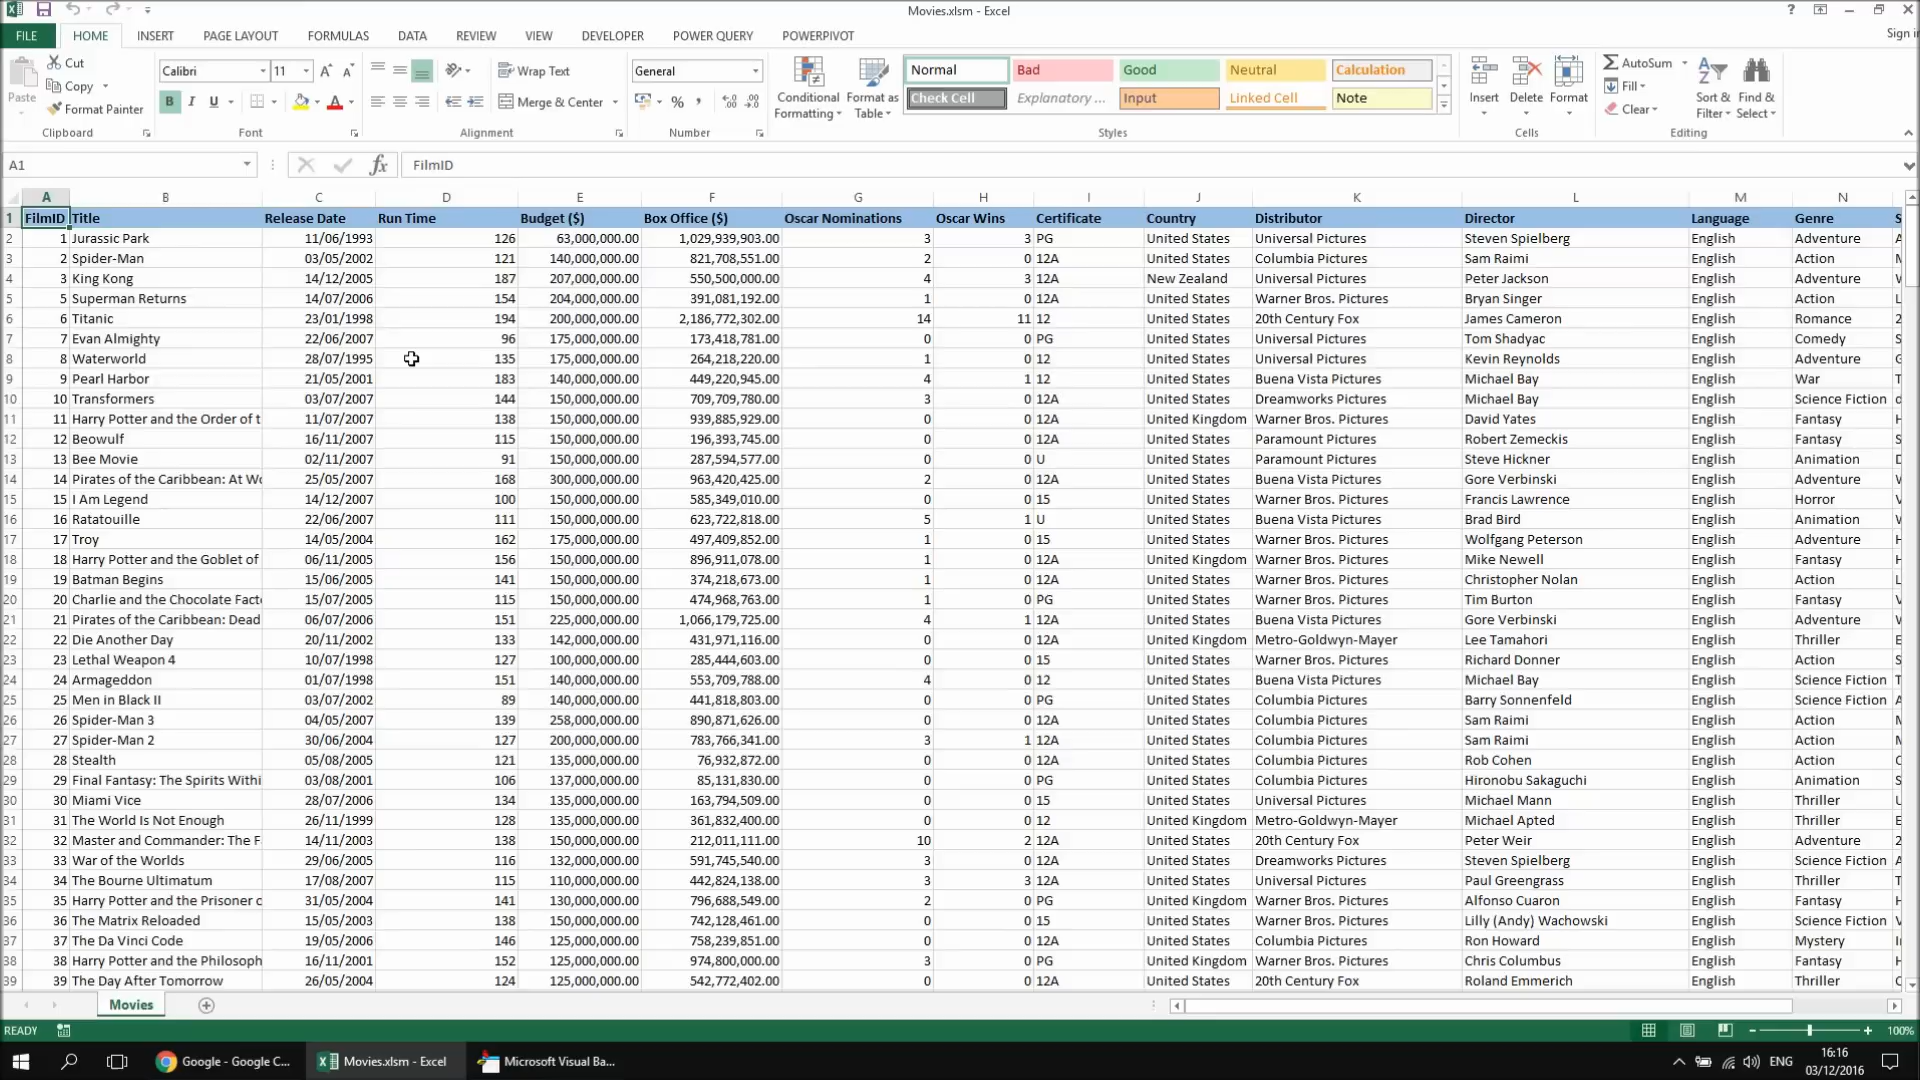 Movies.xlsm - Excel
?
FILE HOME INSERT PAGE LAYOUT FORMULAS DATA REVIEW VIEW DEVELOPER POWER QUERY POWERPIVOT Sign in
Paste Cut Copy Format Painter Clipboard
Calibri 11 B I U A A A Font
Wrap Text Merge & Center Alignment
General % , Number
Conditional Formatting Format as Table Normal Bad Good Neutral Calculation Check Cell Explanatory ... Input Linked Cell Note Styles
Insert Delete Format Cells
AutoSum Fill Clear Sort & Filter Find & Select Editing
A1 fx FilmID
A B C D E F G H I J K L M N
1 FilmID Title Release Date Run Time Budget ($) Box Office ($) Oscar Nominations Oscar Wins Certificate Country Distributor Director Language Genre S
2 1 Jurassic Park 11/06/1993 126 63,000,000.00 1,029,939,903.00 3 3 PG United States Universal Pictures Steven Spielberg English Adventure A
3 2 Spider-Man 03/05/2002 121 140,000,000.00 821,708,551.00 2 0 12A United States Columbia Pictures Sam Raimi English Action M
4 3 King Kong 14/12/2005 187 207,000,000.00 550,500,000.00 4 3 12A New Zealand Universal Pictures Peter Jackson English Adventure W
5 5 Superman Returns 14/07/2006 154 204,000,000.00 391,081,192.00 1 0 12A United States Warner Bros. Pictures Bryan Singer English Action L
6 6 Titanic 23/01/1998 194 200,000,000.00 2,186,772,302.00 14 11 12 United States 20th Century Fox James Cameron English Romance 2
7 7 Evan Almighty 22/06/2007 96 175,000,000.00 173,418,781.00 0 0 PG United States Universal Pictures Tom Shadyac English Comedy S
8 8 Waterworld 28/07/1995 135 175,000,000.00 264,218,220.00 1 0 12 United States Universal Pictures Kevin Reynolds English Adventure G
9 9 Pearl Harbor 21/05/2001 183 140,000,000.00 449,220,945.00 4 1 12 United States Buena Vista Pictures Michael Bay English War T
10 10 Transformers 03/07/2007 144 150,000,000.00 709,709,780.00 3 0 12A United States Dreamworks Pictures Michael Bay English Science Fiction d
11 11 Harry Potter and the Order of t 11/07/2007 138 150,000,000.00 939,885,929.00 0 0 12A United Kingdom Warner Bros. Pictures David Yates English Fantasy H
12 12 Beowulf 16/11/2007 115 150,000,000.00 196,393,745.00 0 0 12A United States Paramount Pictures Robert Zemeckis English Fantasy S
13 13 Bee Movie 02/11/2007 91 150,000,000.00 287,594,577.00 0 0 U United States Paramount Pictures Steve Hickner English Animation D
14 14 Pirates of the Caribbean: At Wo 25/05/2007 168 300,000,000.00 963,420,425.00 2 0 12A United States Buena Vista Pictures Gore Verbinski English Adventure W
15 15 I Am Legend 14/12/2007 100 150,000,000.00 585,349,010.00 0 0 15 United States Warner Bros. Pictures Francis Lawrence English Horror V
16 16 Ratatouille 22/06/2007 111 150,000,000.00 623,722,818.00 5 1 U United States Buena Vista Pictures Brad Bird English Animation W
17 17 Troy 14/05/2004 162 175,000,000.00 497,409,852.00 1 0 15 United States Warner Bros. Pictures Wolfgang Peterson English Adventure H
18 18 Harry Potter and the Goblet of 06/11/2005 156 150,000,000.00 896,911,078.00 1 0 12A United Kingdom Warner Bros. Pictures Mike Newell English Fantasy H
19 19 Batman Begins 15/06/2005 141 150,000,000.00 374,218,673.00 1 0 12A United States Warner Bros. Pictures Christopher Nolan English Action L
20 20 Charlie and the Chocolate Facto 15/07/2005 115 150,000,000.00 474,968,763.00 1 0 PG United States Warner Bros. Pictures Tim Burton English Fantasy V
21 21 Pirates of the Caribbean: Dead 06/07/2006 151 225,000,000.00 1,066,179,725.00 4 1 12A United States Buena Vista Pictures Gore Verbinski English Adventure W
22 22 Die Another Day 20/11/2002 133 142,000,000.00 431,971,116.00 0 0 12A United Kingdom Metro-Goldwyn-Mayer Lee Tamahori English Thriller E
23 23 Lethal Weapon 4 10/07/1998 127 100,000,000.00 285,444,603.00 0 0 15 United States Warner Bros. Pictures Richard Donner English Action S
24 24 Armageddon 01/07/1998 151 140,000,000.00 553,709,788.00 4 0 12 United States Buena Vista Pictures Michael Bay English Science Fiction T
25 25 Men in Black II 03/07/2002 89 140,000,000.00 441,818,803.00 0 0 PG United States Columbia Pictures Barry Sonnenfeld English Science Fiction A
26 26 Spider-Man 3 04/05/2007 139 258,000,000.00 890,871,626.00 0 0 12A United States Columbia Pictures Sam Raimi English Action M
27 27 Spider-Man 2 30/06/2004 127 200,000,000.00 783,766,341.00 3 1 12A United States Columbia Pictures Sam Raimi English Action M
28 28 Stealth 05/08/2005 121 135,000,000.00 76,932,872.00 0 0 12A United States Columbia Pictures Rob Cohen English Action C
29 29 Final Fantasy: The Spirits Withi 03/08/2001 106 137,000,000.00 85,131,830.00 0 0 PG United States Columbia Pictures Hironobu Sakaguchi English Animation S
30 30 Miami Vice 28/07/2006 134 135,000,000.00 163,794,509.00 0 0 15 United States Universal Pictures Michael Mann English Thriller U
31 31 The World Is Not Enough 26/11/1999 128 135,000,000.00 361,832,400.00 0 0 12 United Kingdom Metro-Goldwyn-Mayer Michael Apted English Thriller E
32 32 Master and Commander: The F 14/11/2003 138 150,000,000.00 212,011,111.00 10 2 12A United States 20th Century Fox Peter Weir English Adventure 2
33 33 War of the Worlds 29/06/2005 116 132,000,000.00 591,745,540.00 3 0 12A United States Dreamworks Pictures Steven Spielberg English Science Fiction A
34 34 The Bourne Ultimatum 17/08/2007 115 110,000,000.00 442,824,138.00 3 3 12A United States Universal Pictures Paul Greengrass English Thriller T
35 35 Harry Potter and the Prisoner o 31/05/2004 141 130,000,000.00 796,688,549.00 2 0 PG United Kingdom Warner Bros. Pictures Alfonso Cuaron English Fantasy H
36 36 The Matrix Reloaded 15/05/2003 138 150,000,000.00 742,128,461.00 0 0 15 United States Warner Bros. Pictures Lilly (Andy) Wachowski English Science Fiction V
37 37 The Da Vinci Code 19/05/2006 146 125,000,000.00 758,239,851.00 0 0 12A United States Columbia Pictures Ron Howard English Mystery I
38 38 Harry Potter and the Philosoph 16/11/2001 152 125,000,000.00 974,800,000.00 3 0 PG United Kingdom Warner Bros. Pictures Chris Columbus English Fantasy H
39 39 The Day After Tomorrow 26/05/2004 124 125,000,000.00 542,772,402.00 0 0 12A United States 20th Century Fox Roland Emmerich English Thriller
Movies
READY 100%
Google - Google C... Movies.xlsm - Excel Microsoft Visual Ba... ENG 16:16
03/12/2016